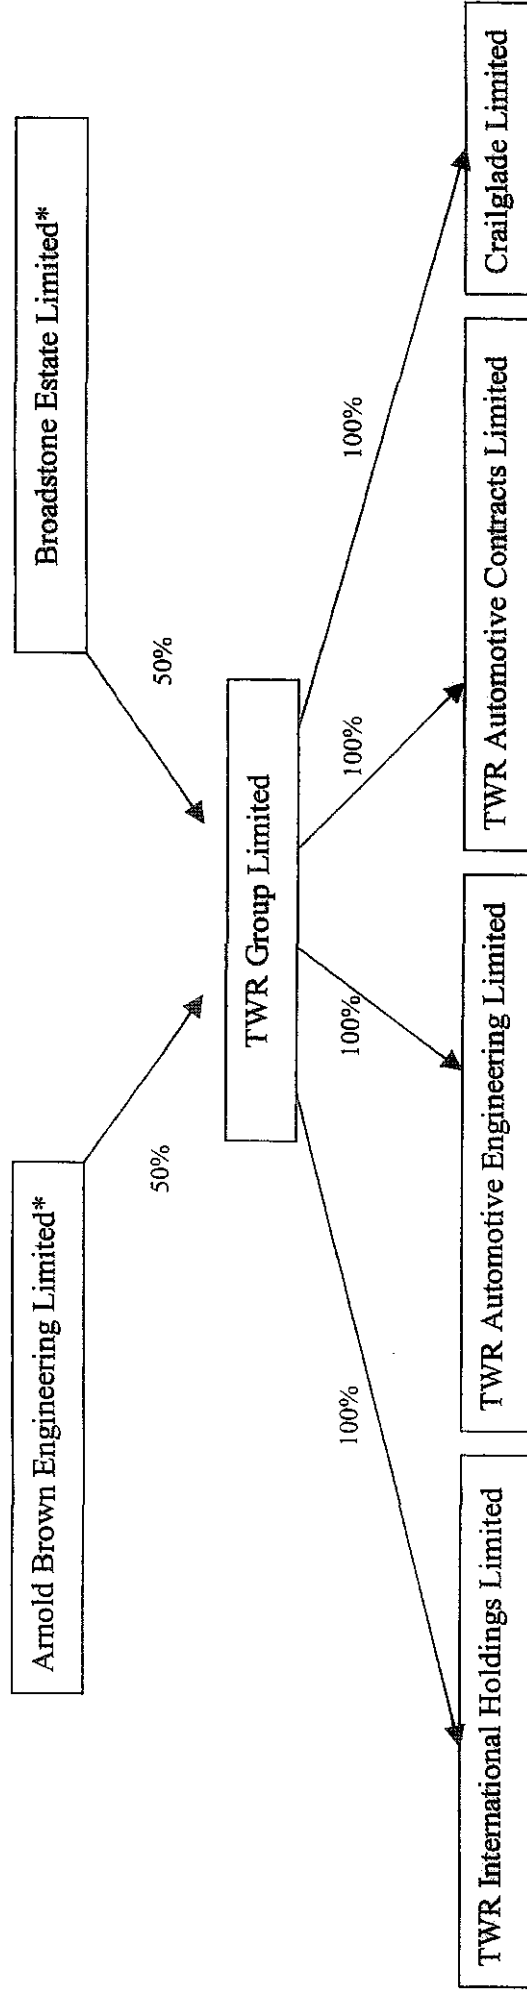 Arnold Brown Engineering Limited*
Broadstone Estate Limited*
50%
50%
TWR Group Limited
100%
100%
100%
100%
TWR International Holdings Limited
TWR Automotive Engineering Limited
TWR Automotive Contracts Limited
Crailglade Limited